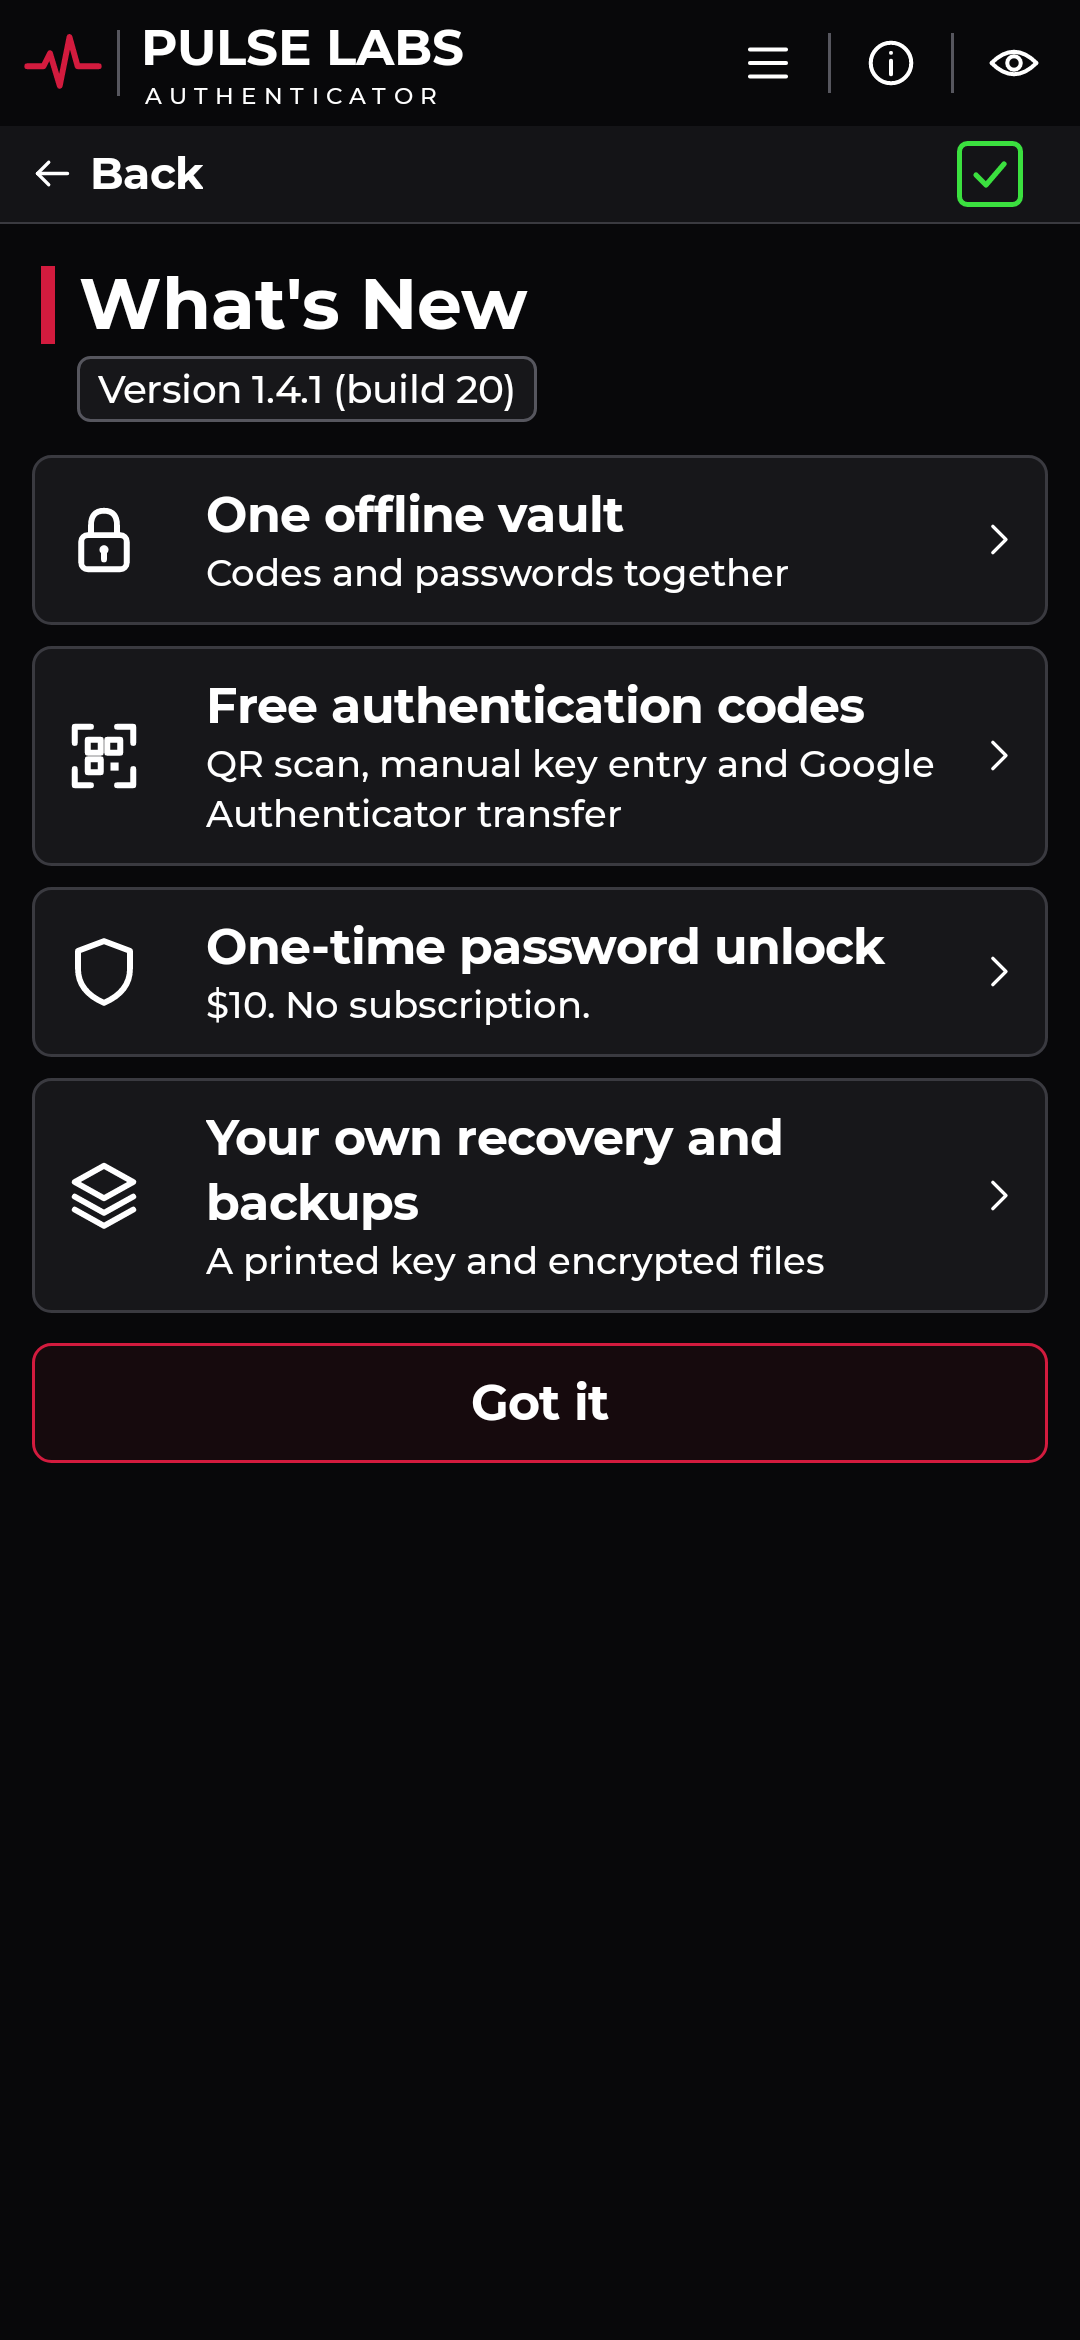 PULSE LABS
AUTHENTICATOR
Back
What's New
Version 1.4.1 (build 20)
One offline vault
Codes and passwords together
Free authentication codes
QR scan, manual key entry and Google
Authenticator transfer
One-time password unlock
$10. No subscription.
Your own recovery and
backups
A printed key and encrypted files
Got it